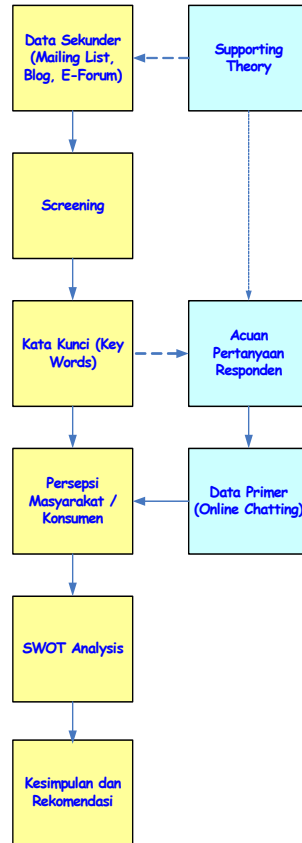 Data Sekunder
(Mailing List,
Blog, E-Forum)
Supporting
Theory
Screening
Kata Kunci (Key
Words)
Acuan
Pertanyaan
Responden
Persepsi
Masyarakat /
Konsumen
Data Primer
(Online Chatting)
SWOT Analysis
Kesimpulan dan
Rekomendasi